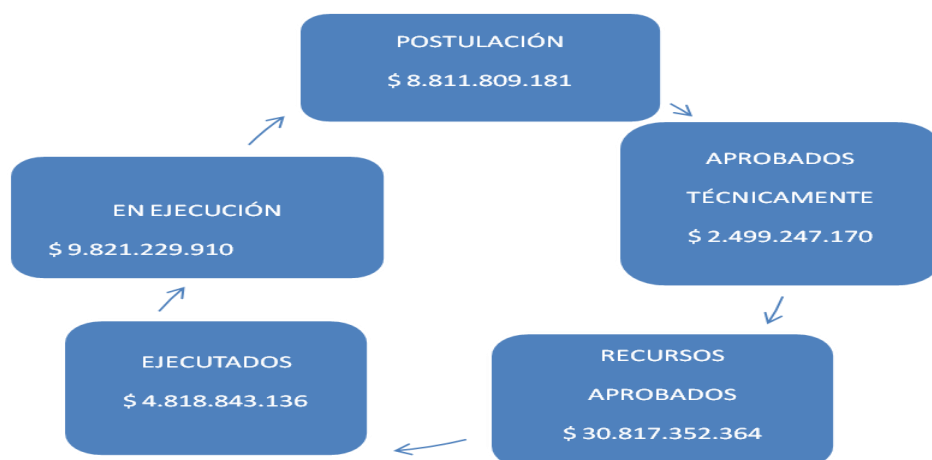 POSTULACIÓN
$ 8.811.809.181
APROBADOS
TÉCNICAMENTE
$ 2.499.247.170
RECURSOS
APROBADOS
$ 30.817.352.364
EJECUTADOS
$ 4.818.843.136
EN EJECUCIÓN
$ 9.821.229.910